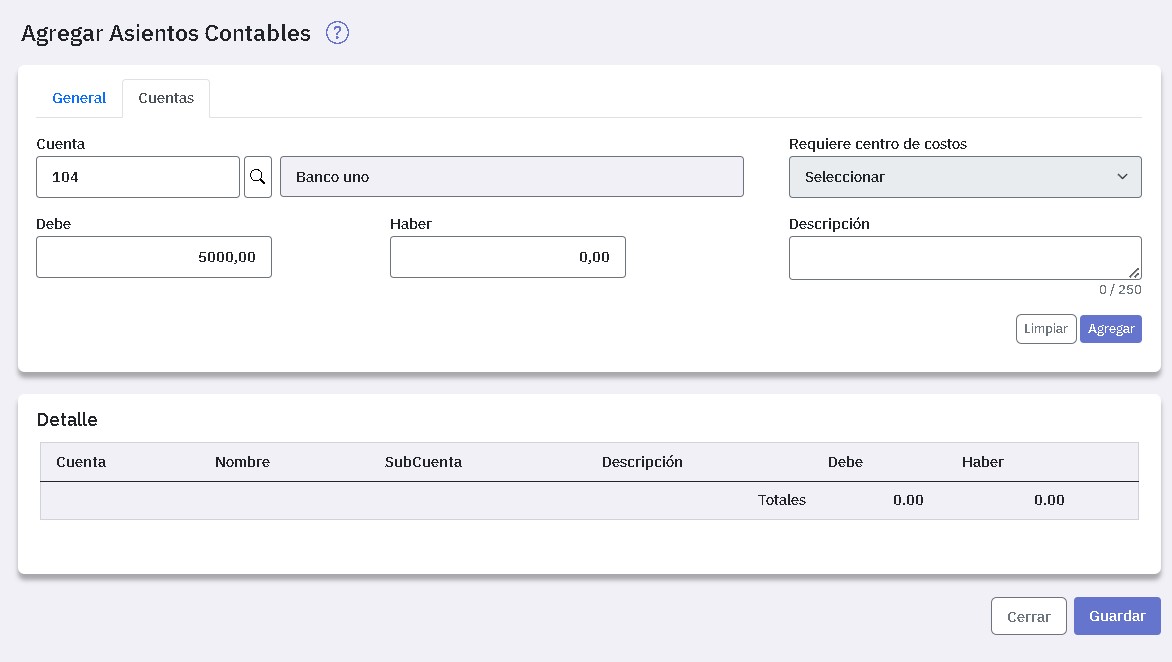 Agregar Asientos Contables ?
General Cuentas
Cuenta Requiere centro de costos
104 Banco uno Seleccionar
Debe Haber Descripción
5000,00 0,00
0 / 250
Limpiar Agregar
Detalle
Cuenta Nombre SubCuenta Descripción Debe Haber
Totales 0.00 0.00
Cerrar Guardar